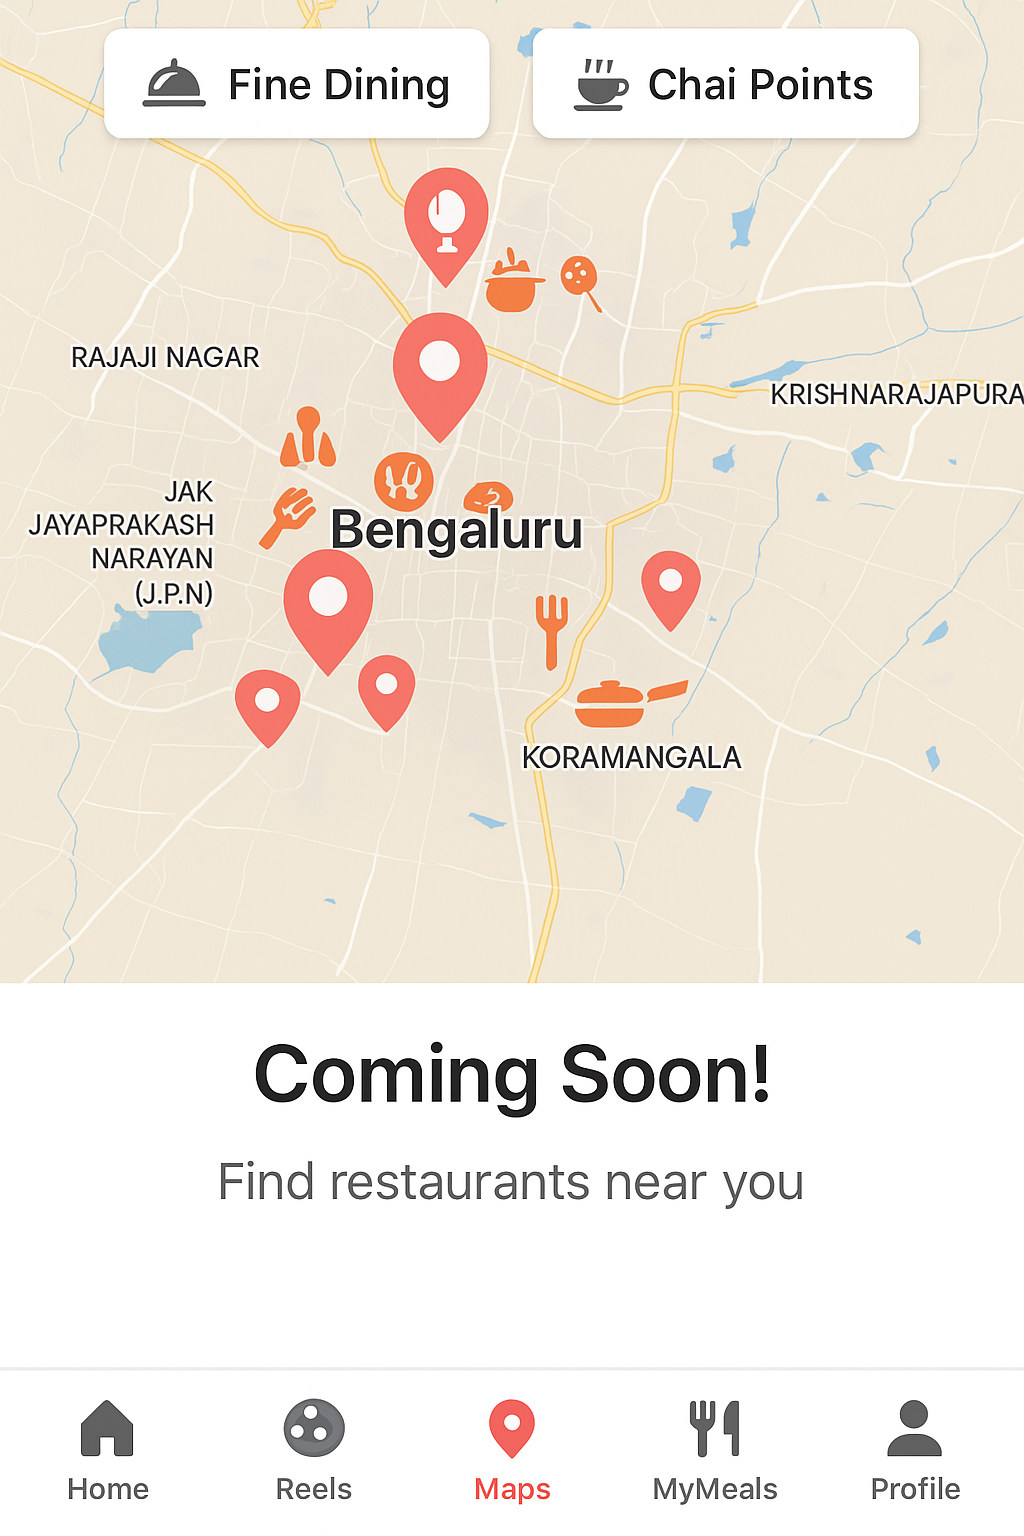 Fine Dining
Chai Points
RAJAJI NAGAR
KRISHNARAJAPURA
JAK
JAYAPRAKASH
NARAYAN
(J.P.N)
Bengaluru
KORAMANGALA
Coming Soon!
Find restaurants near you
Home
Reels
Maps
MyMeals
Profile